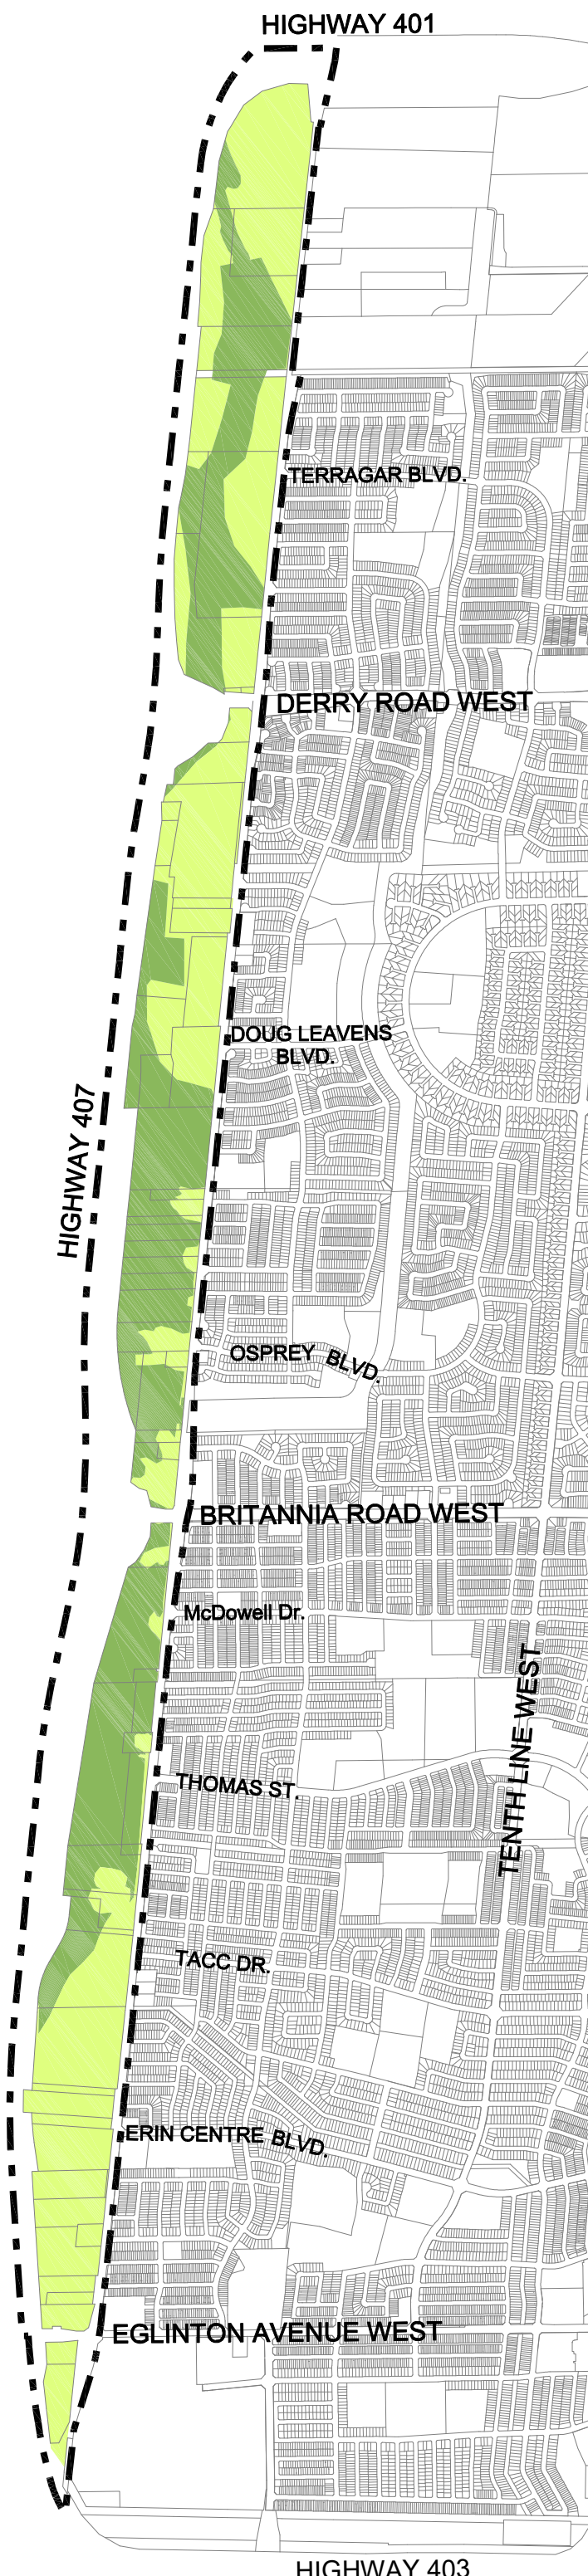 HIGHWAY 401
TERRAGAR BLVD.
DERRY ROAD WEST
DOUG LEAVENS
BLVD.
HIGHWAY 407
OSPREY BLVD.
BRITANNIA ROAD WEST
McDowell Dr.
TENTH LINE WEST
THOMAS ST.
TACC DR.
ERIN CENTRE BLVD.
EGLINTON AVENUE WEST
HIGHWAY 403